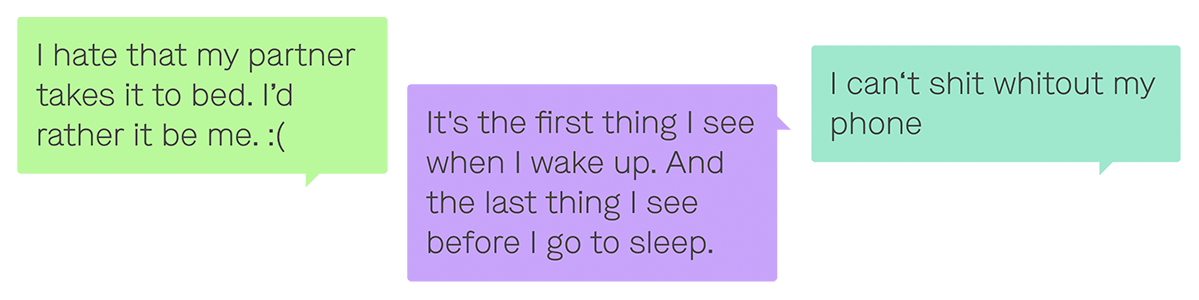 I hate that my partner
takes it to bed. I’d
rather it be me. :(
It's the first thing I see
when I wake up. And
the last thing I see
before I go to sleep.
I can‘t shit whitout my
phone